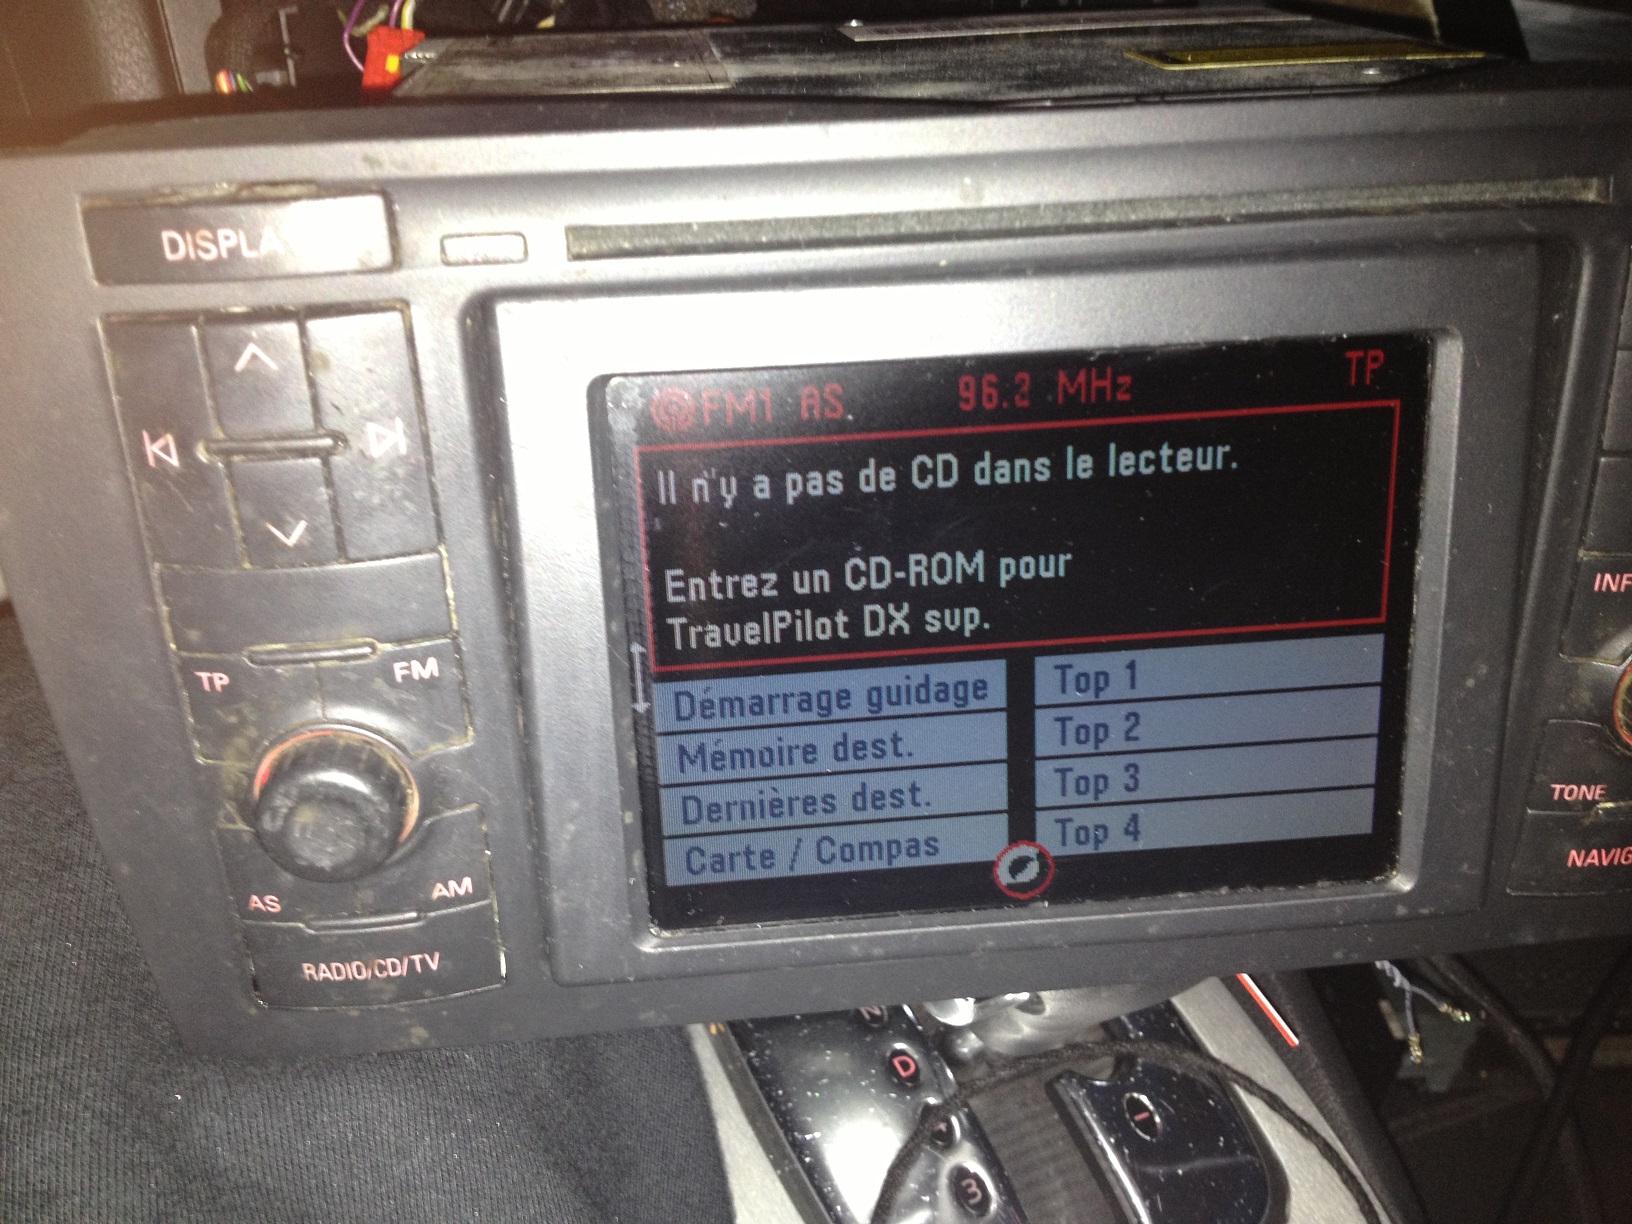 DISPLA
FM1 AS 96.2 MHz TP
Il n'y a pas de CD dans le lecteur.
Entrez un CD-ROM pour
TravelPilot DX svp.
Démarrage guidage
Top 1
Mémoire dest.
Top 2
Dernières dest.
Top 3
Carte / Compas
Top 4
TP
FM
AS
AM
RADIO/CD/TV
INF
TONE
NAVIG
D
3